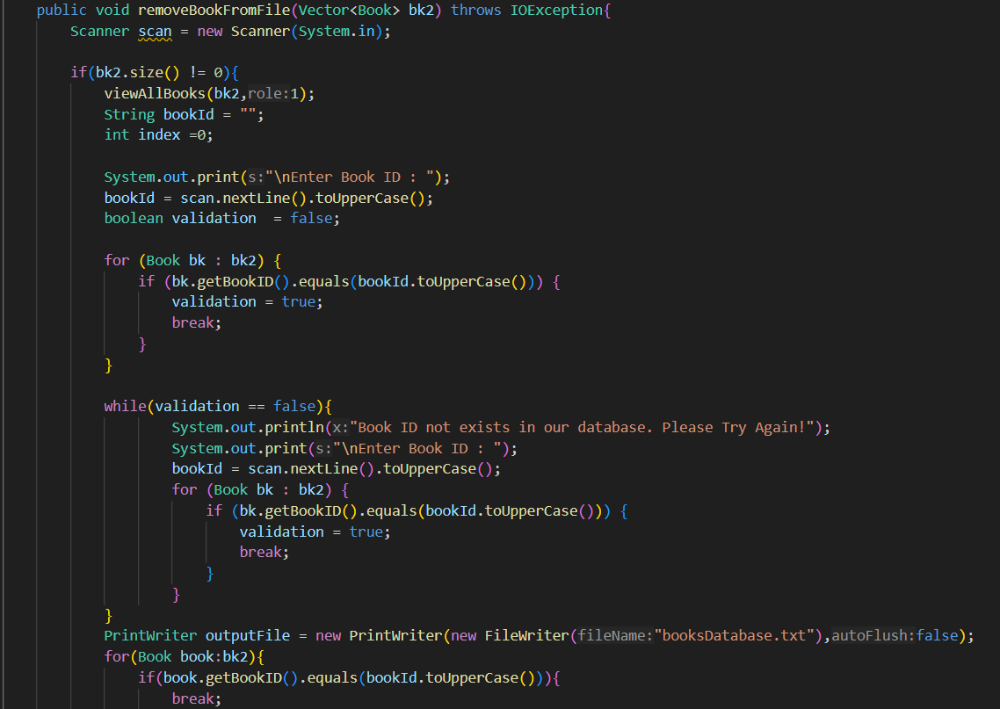 public void removeBookFromFile(Vector<Book> bk2) throws IOException{
Scanner scan = new Scanner(System.in);
if(bk2.size() != 0){
viewAllBooks(bk2,role:1);
String bookId = "";
int index =0;
System.out.print(s:"\nEnter Book ID : ");
bookId = scan.nextLine().toUpperCase();
boolean validation  = false;
for (Book bk : bk2) {
if (bk.getBookID().equals(bookId.toUpperCase())) {
validation = true;
break;
}
}
while(validation == false){
System.out.println(x:"Book ID not exists in our database. Please Try Again!");
System.out.print(s:"\nEnter Book ID : ");
bookId = scan.nextLine().toUpperCase();
for (Book bk : bk2) {
if (bk.getBookID().equals(bookId.toUpperCase())) {
validation = true;
break;
}
}
}
PrintWriter outputFile = new PrintWriter(new FileWriter(fileName:"booksDatabase.txt"),autoFlush:false);
for(Book book:bk2){
if(book.getBookID().equals(bookId.toUpperCase())){
break;